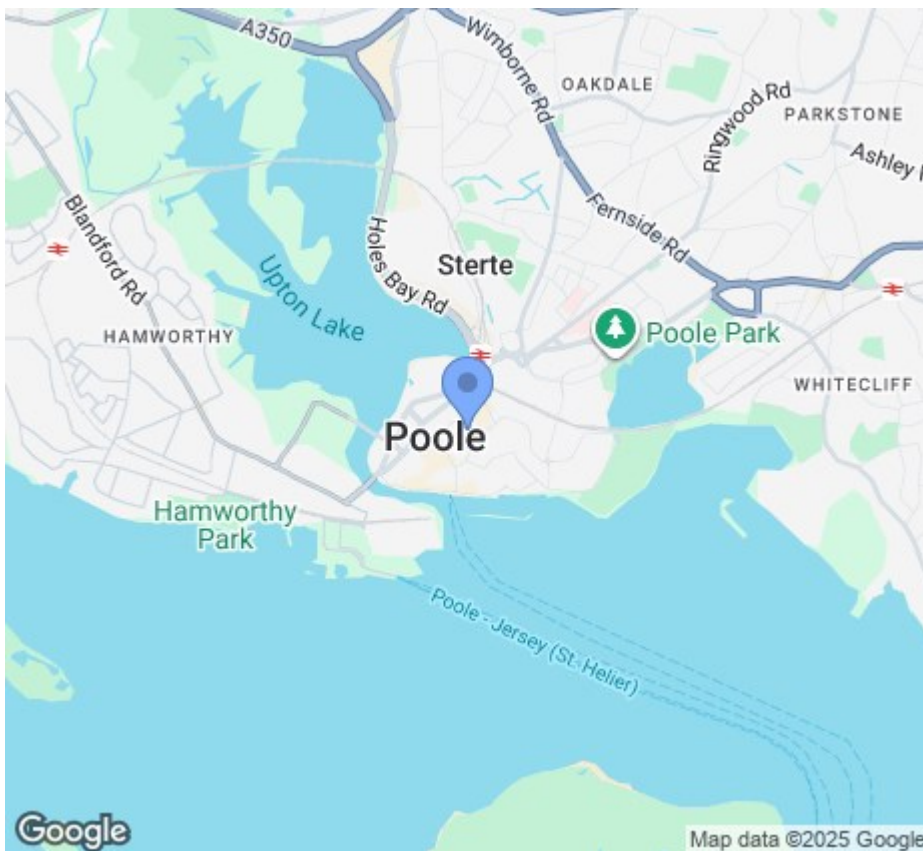 A350
Wimborne Rd
OAKDALE
Ringwood Rd
PARKSTONE
Ashley
Blandford Rd
Holes Bay Rd
Fernside Rd
Sterte
Upton Lake
HAMWORTHY
Poole Park
WHITECLIFF
Poole
Hamworthy
Park
Poole - Jersey (St. Helier)
Google
Map data ©2025 Google